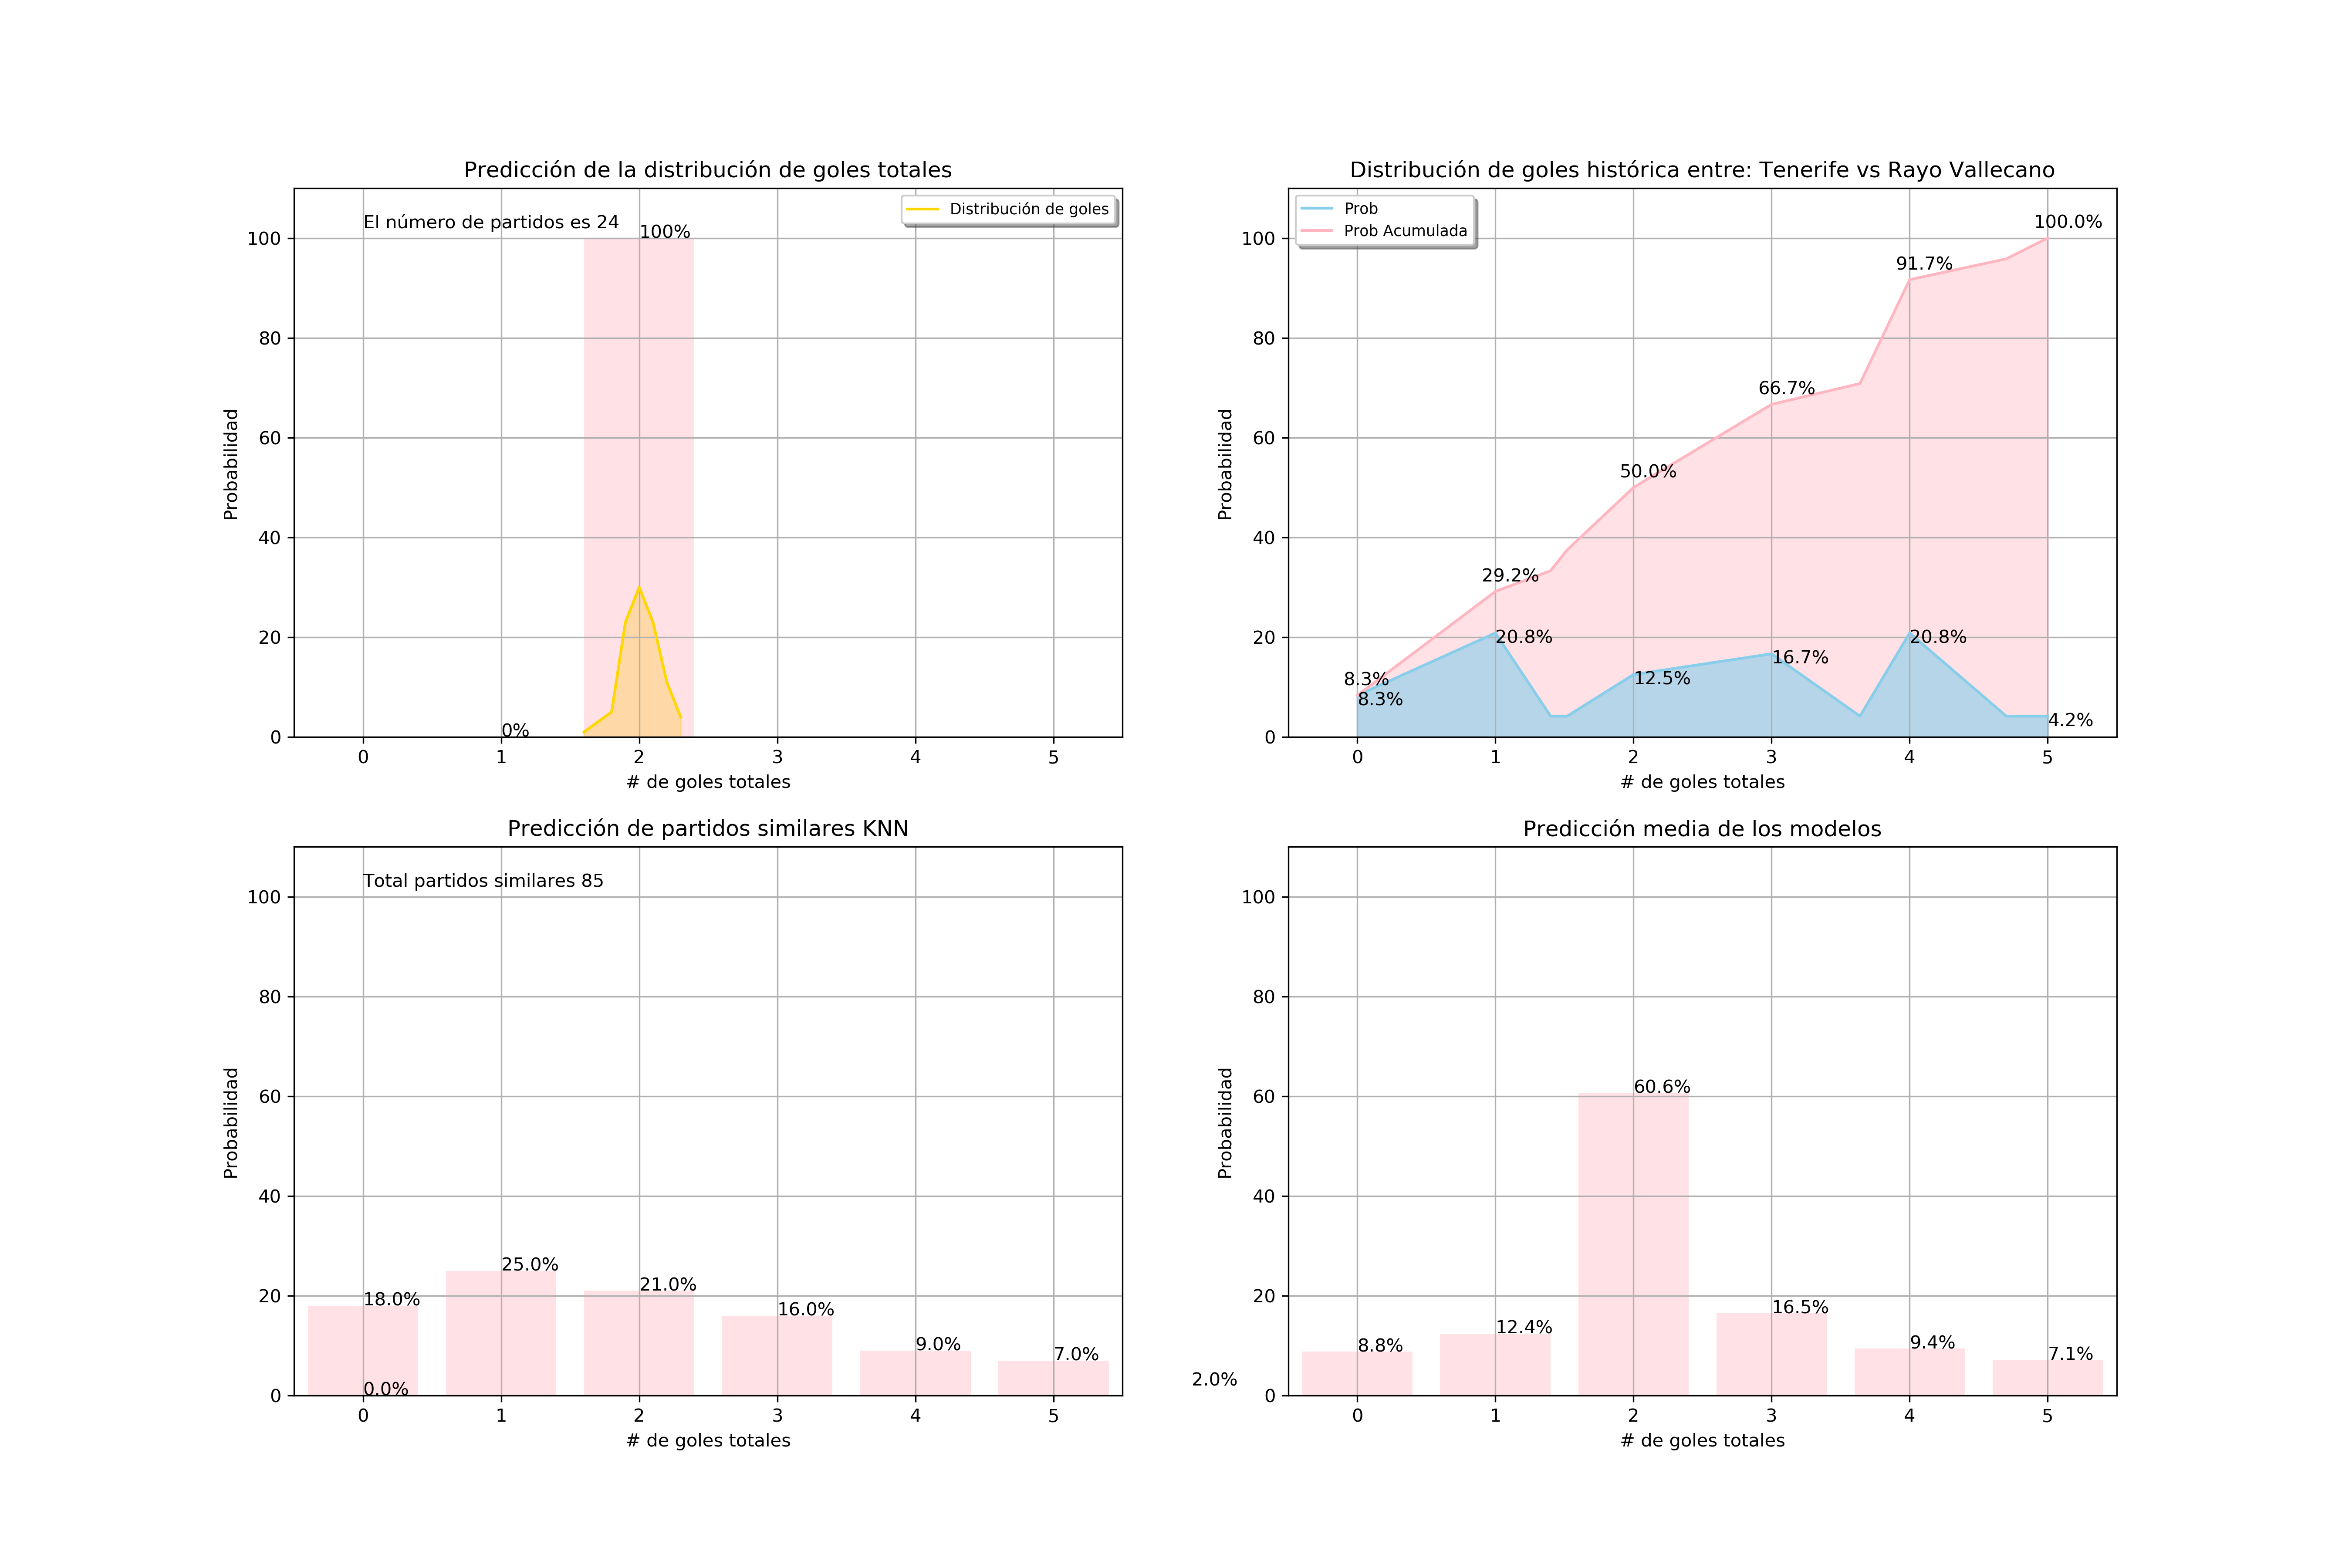 Predicción de la distribución de goles totales
El número de partidos es 24
Distribución de goles
100%
0%
100
80
60
40
20
0
Probabilidad
0 1 2 3 4 5
# de goles totales
Distribución de goles histórica entre: Tenerife vs Rayo Vallecano
Prob
Prob Acumulada
100.0%
91.7%
66.7%
50.0%
29.2%
20.8%
20.8%
16.7%
12.5%
8.3%
8.3%
4.2%
100
80
60
40
20
0
Probabilidad
0 1 2 3 4 5
# de goles totales
Predicción de partidos similares KNN
Total partidos similares 85
18.0%
25.0%
21.0%
16.0%
9.0%
7.0%
0.0%
100
80
60
40
20
0
Probabilidad
0 1 2 3 4 5
# de goles totales
Predicción media de los modelos
60.6%
8.8%
12.4%
16.5%
9.4%
7.1%
2.0%
100
80
60
40
20
0
Probabilidad
0 1 2 3 4 5
# de goles totales